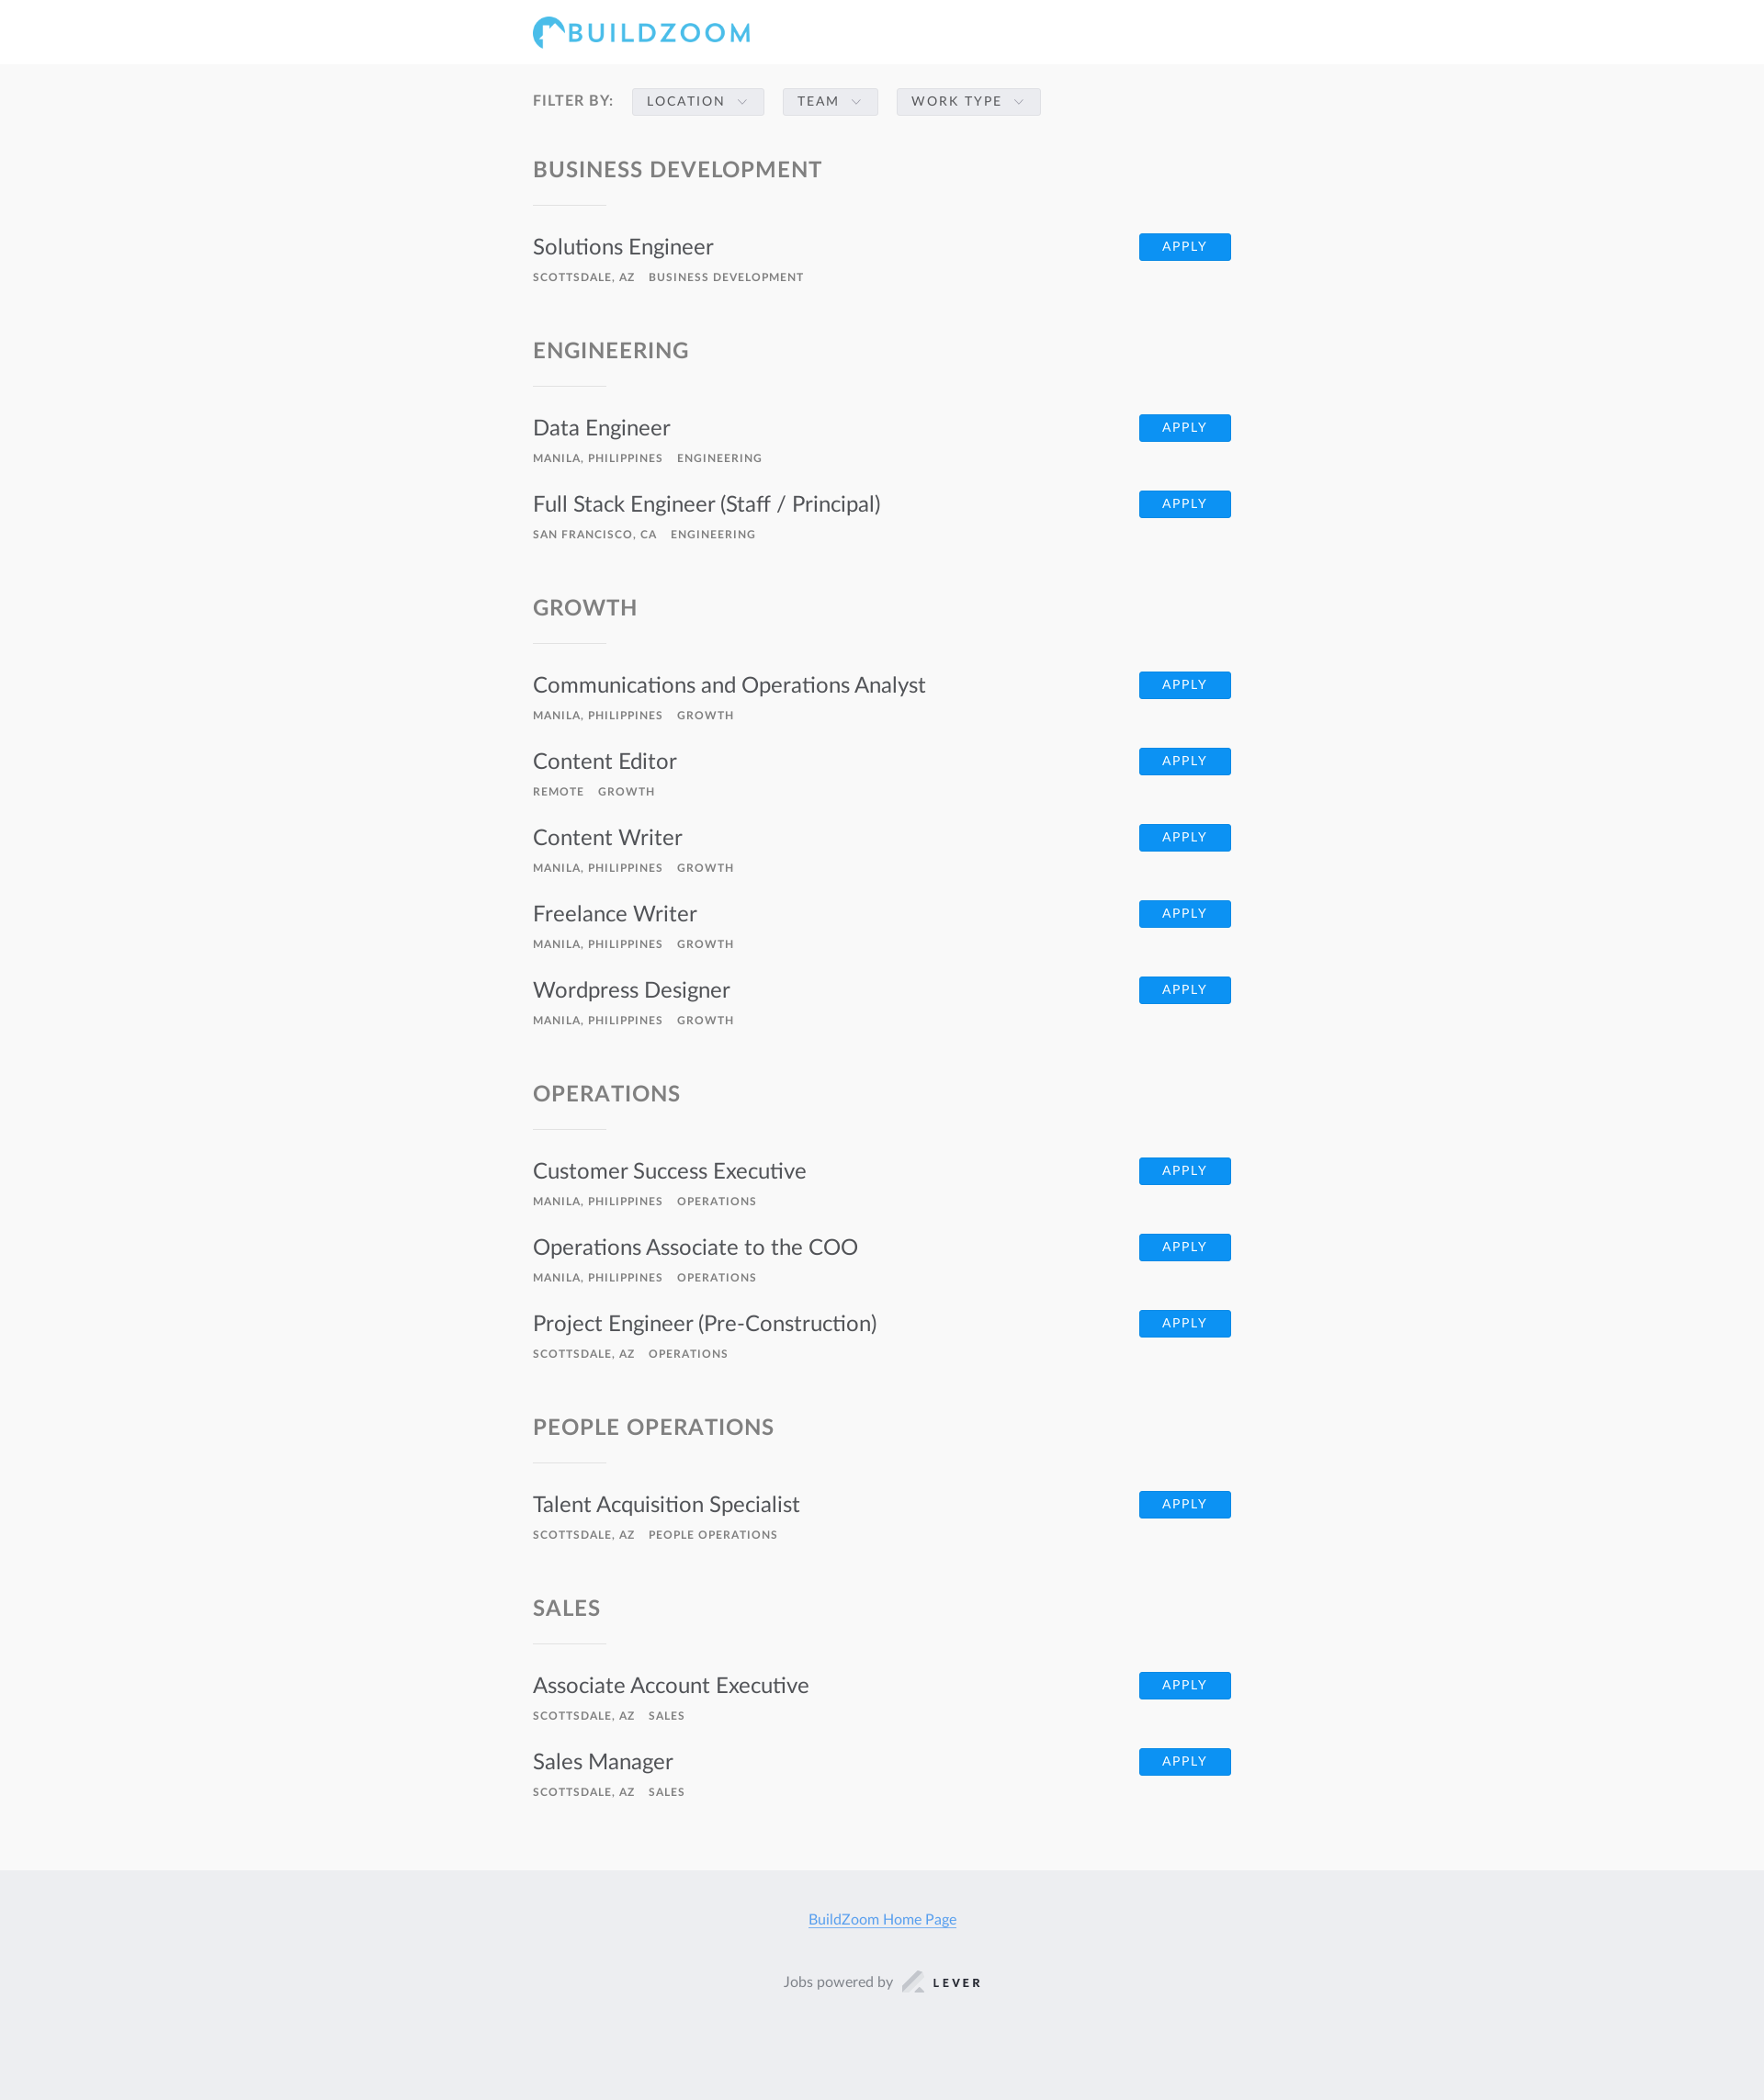 BUILDZOOM
FILTER BY: LOCATION TEAM WORK TYPE
BUSINESS DEVELOPMENT
Solutions Engineer APPLY
SCOTTSDALE, AZ BUSINESS DEVELOPMENT
ENGINEERING
Data Engineer APPLY
MANILA, PHILIPPINES ENGINEERING
Full Stack Engineer (Staff / Principal) APPLY
SAN FRANCISCO, CA ENGINEERING
GROWTH
Communications and Operations Analyst APPLY
MANILA, PHILIPPINES GROWTH
Content Editor APPLY
REMOTE GROWTH
Content Writer APPLY
MANILA, PHILIPPINES GROWTH
Freelance Writer APPLY
MANILA, PHILIPPINES GROWTH
Wordpress Designer APPLY
MANILA, PHILIPPINES GROWTH
OPERATIONS
Customer Success Executive APPLY
MANILA, PHILIPPINES OPERATIONS
Operations Associate to the COO APPLY
MANILA, PHILIPPINES OPERATIONS
Project Engineer (Pre-Construction) APPLY
SCOTTSDALE, AZ OPERATIONS
PEOPLE OPERATIONS
Talent Acquisition Specialist APPLY
SCOTTSDALE, AZ PEOPLE OPERATIONS
SALES
Associate Account Executive APPLY
SCOTTSDALE, AZ SALES
Sales Manager APPLY
SCOTTSDALE, AZ SALES
BuildZoom Home Page
Jobs powered by LEVER